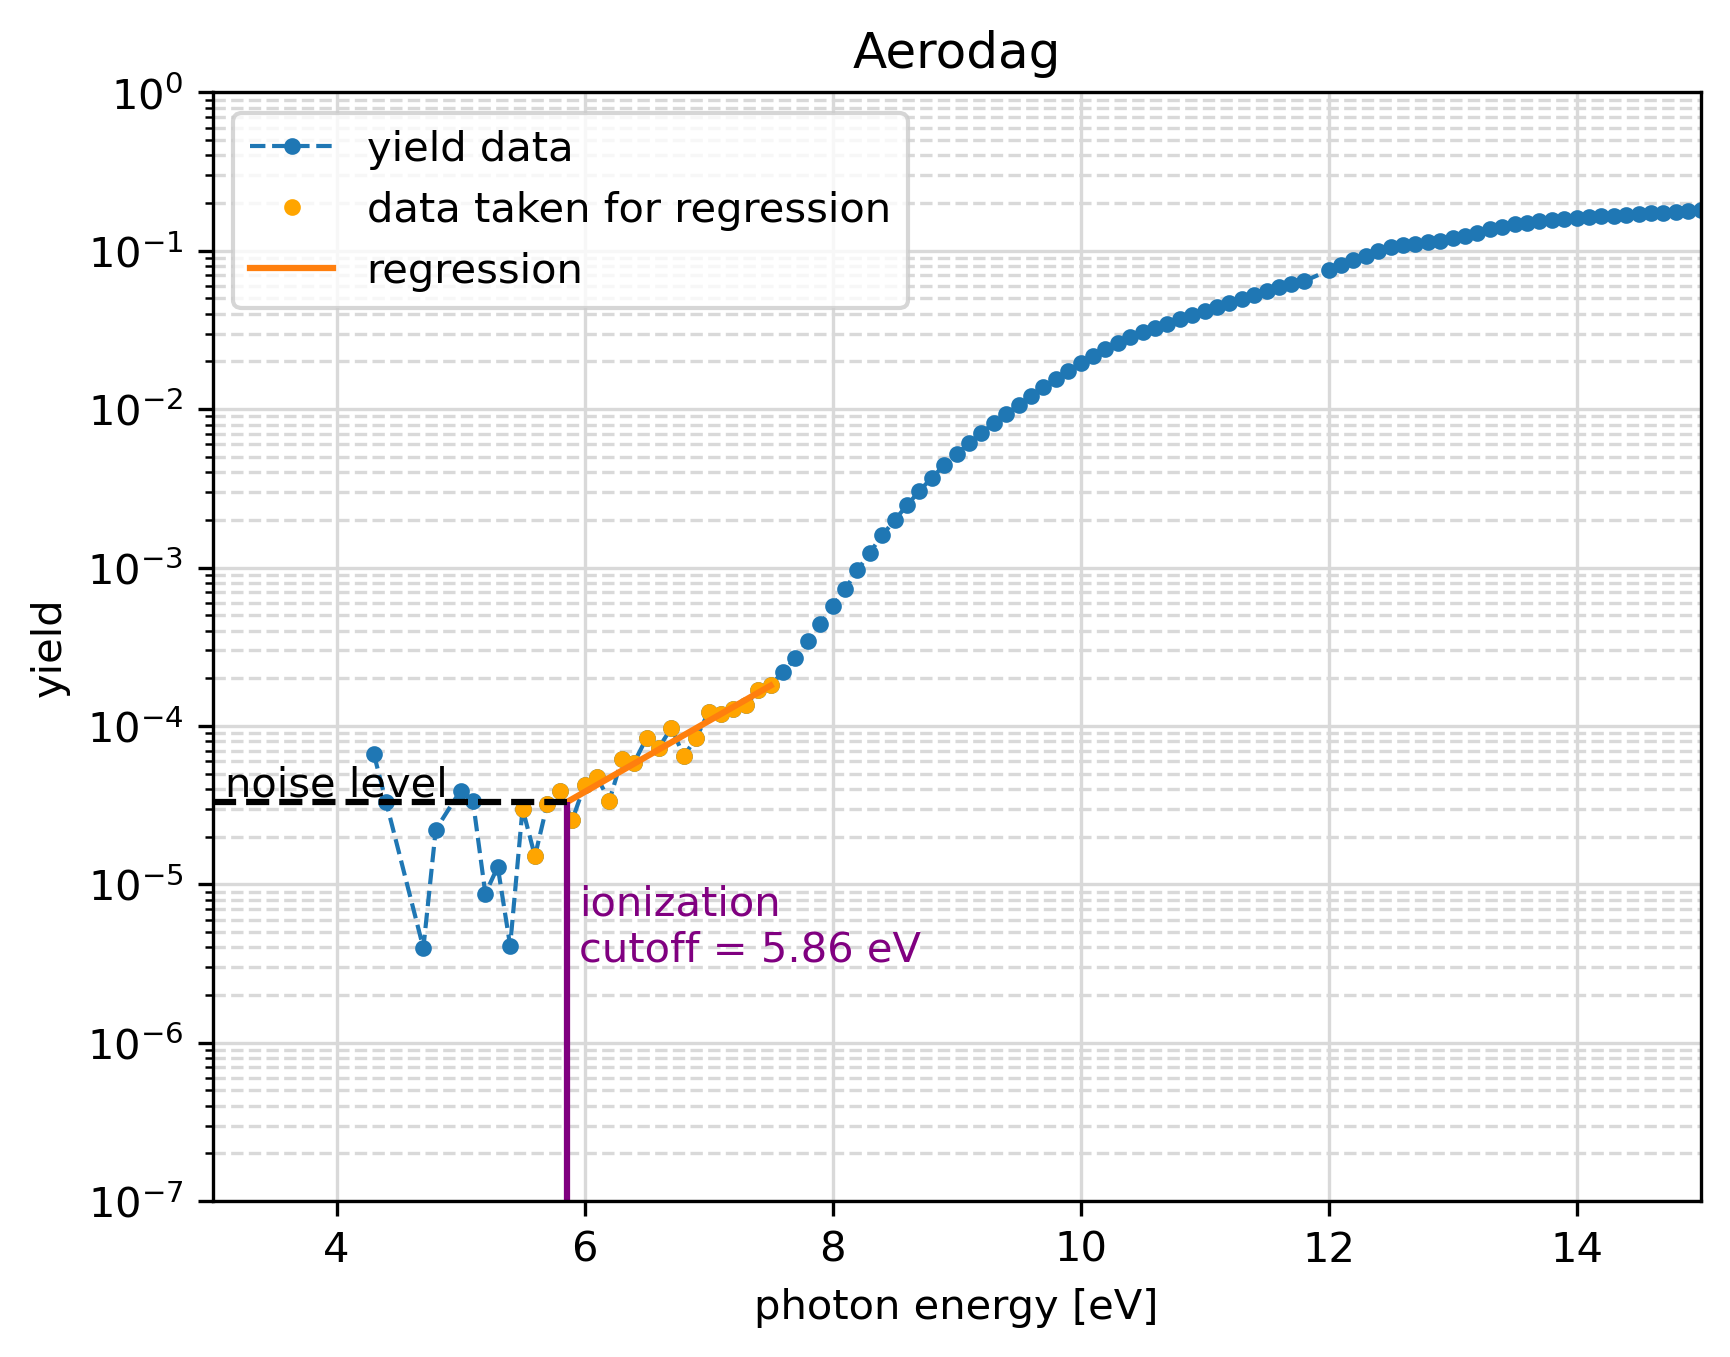 Aerodag
yield data
data taken for regression
regression
10⁰
10⁻¹
10⁻²
10⁻³
10⁻⁴
10⁻⁵
10⁻⁶
10⁻⁷
yield
noise level
ionization
cutoff = 5.86 eV
4 6 8 10 12 14
photon energy [eV]